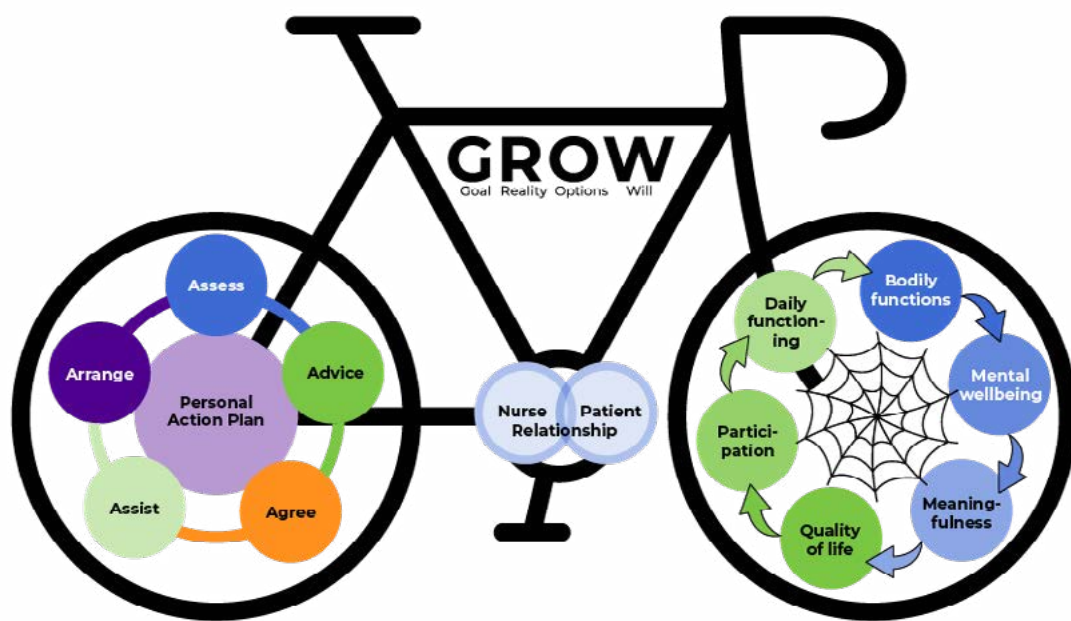 GROW
Goal Reality Options Will
Assess
Advice
Agree
Assist
Arrange
Personal
Action Plan
Nurse Patient
Relationship
Bodily
functions
Mental
wellbeing
Meaning-
fulness
Quality
of life
Partici-
pation
Daily
function-
ing